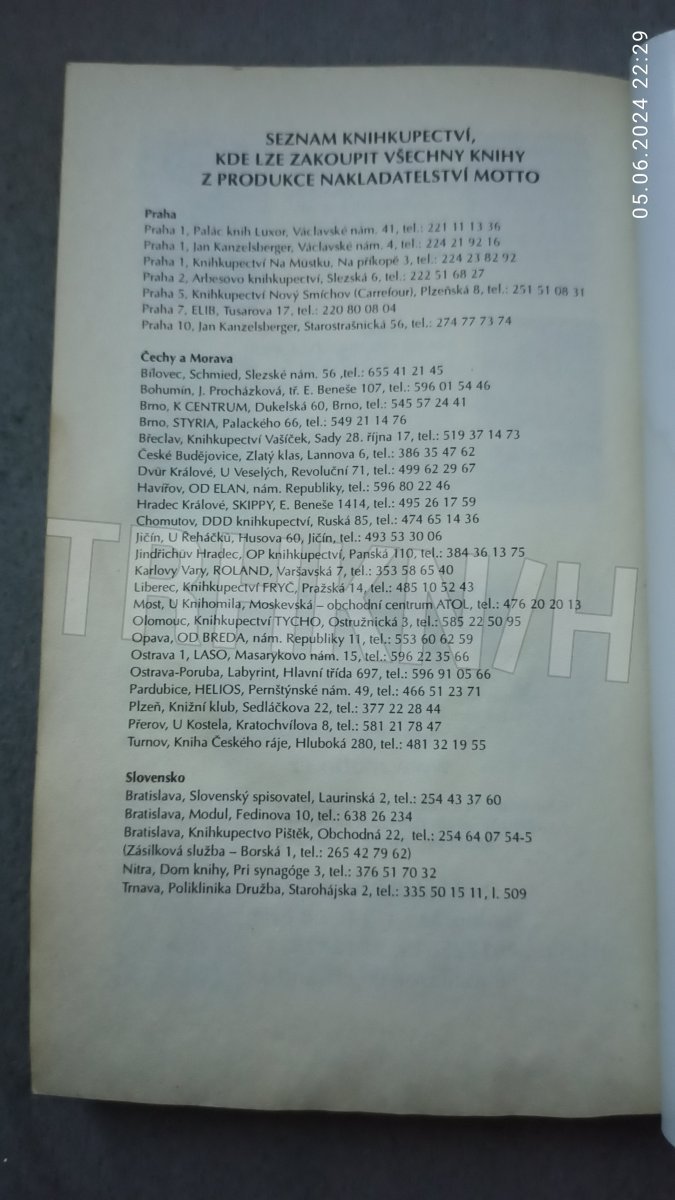 05.06.2024 22:29
SEZNAM KNIHKUPECTVÍ,
KDE LZE ZAKOUPIT VŠECHNY KNIHY
Z PRODUKCE NAKLADATELSTVÍ MOTTO
Praha
Praha 1, Palác knih Luxor, Václavské nám. 41, tel.: 221 11 13 36
Praha 1, Jan Kanzelsberger, Václavské nám. 4, tel.: 224 21 92 16
Praha 1, Knihkupectví Na Můstku, Na příkopě 3, tel.: 224 23 82 92
Praha 2, Arbesovo knihkupectví, Slezská 6, tel.: 222 51 68 27
Praha 5, Knihkupectví Nový Smíchov (Carrefour), Plzeňská 8, tel.: 251 51 08 31
Praha 7, ELIB, Tusarova 17, tel.: 220 80 08 04
Praha 10, Jan Kanzelsberger, Starostrašnická 56, tel.: 274 77 73 74
Čechy a Morava
Bílovec, Schmied, Slezské nám. 56 ,tel.: 655 41 21 45
Bohumín, J. Procházková, tř. E. Beneše 107, tel.: 596 01 54 46
Brno, K CENTRUM, Dukelská 60, Brno, tel.: 545 57 24 41
Brno, STYRIA, Palackého 66, tel.: 549 21 14 76
Břeclav, Knihkupectví Vašíček, Sady 28. října 17, tel.: 519 37 14 73
České Budějovice, Zlatý klas, Lannova 6, tel.: 386 35 47 62
Dvůr Králové, U Veselých, Revoluční 71, tel.: 499 62 29 67
Havířov, OD ELAN, nám. Republiky, tel.: 596 80 22 46
Hradec Králové, SKIPPY, E. Beneše 1414, tel.: 495 26 17 59
Chomutov, DDD knihkupectví, Ruská 85, tel.: 474 65 14 36
Jičín, U Řeháčků, Husova 60, Jičín, tel.: 493 53 30 06
Jindřichův Hradec, OP knihkupectví, Panská 110, tel.: 384 36 13 75
Karlovy Vary, ROLAND, Varšavská 7, tel.: 353 58 65 40
Liberec, Knihkupectví FRYČ, Pražská 14, tel.: 485 10 52 43
Most, U Knihomila, Moskevská – obchodní centrum ATOL, tel.: 476 20 20 13
Olomouc, Knihkupectví TYCHO, Ostružnická 3, tel.: 585 22 50 95
Opava, OD BREDA, nám. Republiky 11, tel.: 553 60 62 59
Ostrava 1, LASO, Masarykovo nám. 15, tel.: 596 22 35 66
Ostrava-Poruba, Labyrint, Hlavní třída 697, tel.: 596 91 05 66
Pardubice, HELIOS, Pernštýnské nám. 49, tel.: 466 51 23 71
Plzeň, Knižní klub, Sedláčkova 22, tel.: 377 22 28 44
Přerov, U Kostela, Kratochvílova 8, tel.: 581 21 78 47
Turnov, Kniha Českého ráje, Hluboká 280, tel.: 481 32 19 55
Slovensko
Bratislava, Slovenský spisovatel, Laurinská 2, tel.: 254 43 37 60
Bratislava, Modul, Fedinova 10, tel.: 638 26 234
Bratislava, Knihkupectvo Pištěk, Obchodná 22, tel.: 254 64 07 54-5
(Zásilková služba – Borská 1, tel.: 265 42 79 62)
Nitra, Dom knihy, Pri synagóge 3, tel.: 376 51 70 32
Trnava, Poliklinika Družba, Starohájska 2, tel.: 335 50 15 11, l. 509